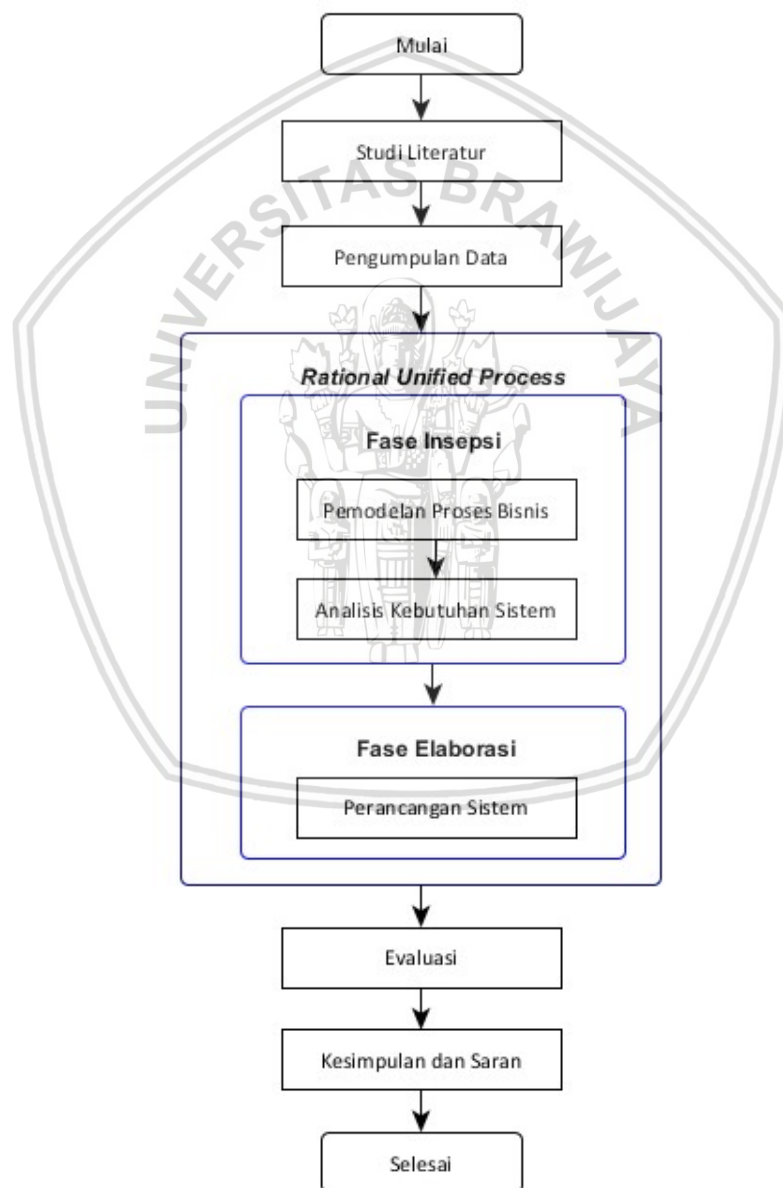 Mulai
Studi Literatur
UNIVERSITAS BRAWIJAYA
Pengumpulan Data
Rational Unified Process
Fase Insepsi
Pemodelan Proses Bisnis
Analisis Kebutuhan Sistem
Fase Elaborasi
Perancangan Sistem
Evaluasi
Kesimpulan dan Saran
Selesai